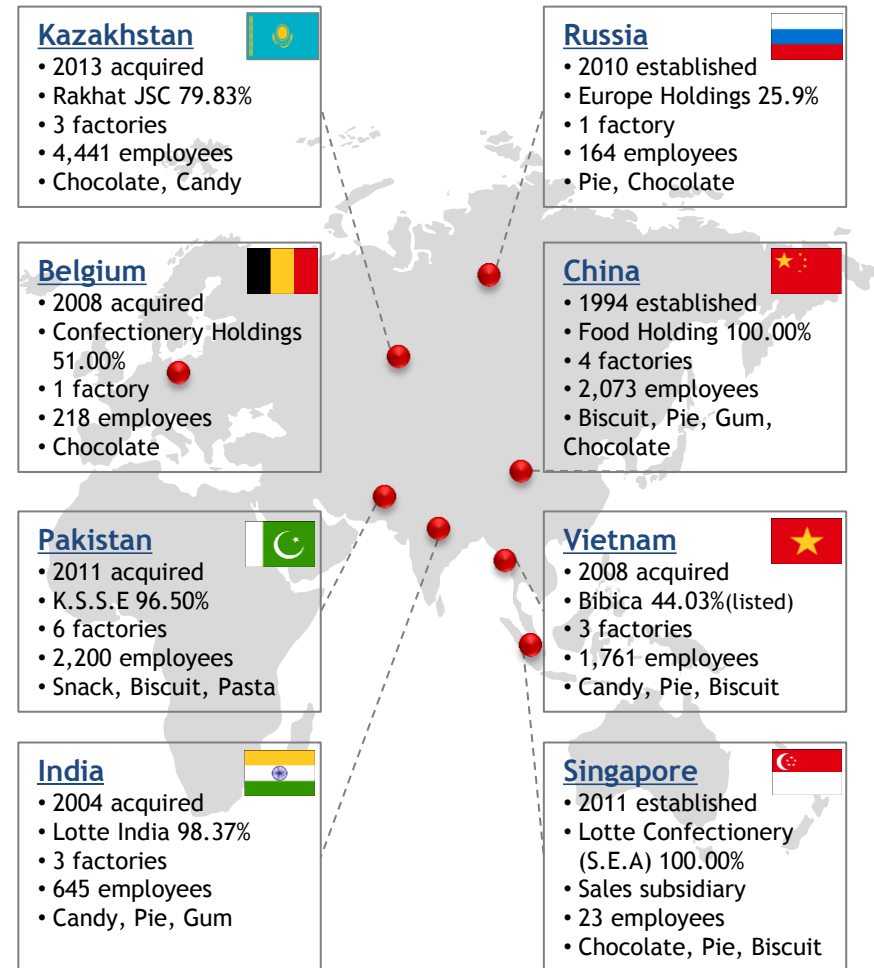 Kazakhstan
• 2013 acquired
• Rakhat JSC 79.83%
• 3 factories
• 4,441 employees
• Chocolate, Candy
Russia
• 2010 established
• Europe Holdings 25.9%
• 1 factory
• 164 employees
• Pie, Chocolate
Belgium
• 2008 acquired
• Confectionery Holdings
51.00%
• 1 factory
• 218 employees
• Chocolate
China
• 1994 established
• Food Holding 100.00%
• 4 factories
• 2,073 employees
• Biscuit, Pie, Gum,
Chocolate
Pakistan
• 2011 acquired
• K.S.S.E 96.50%
• 6 factories
• 2,200 employees
• Snack, Biscuit, Pasta
Vietnam
• 2008 acquired
• Bibica 44.03%(listed)
• 3 factories
• 1,761 employees
• Candy, Pie, Biscuit
India
• 2004 acquired
• Lotte India 98.37%
• 3 factories
• 645 employees
• Candy, Pie, Gum
Singapore
• 2011 established
• Lotte Confectionery
(S.E.A) 100.00%
• Sales subsidiary
• 23 employees
• Chocolate, Pie, Biscuit